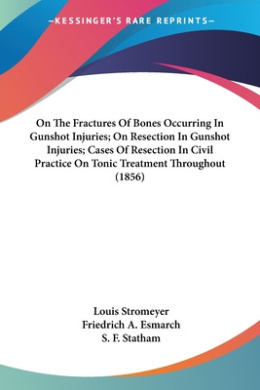 KESSINGER'S RARE REPRINTS
On The Fractures Of Bones Occurring In
Gunshot Injuries; On Resection In Gunshot
Injuries; Cases Of Resection In Civil
Practice On Tonic Treatment Throughout
(1856)
Louis Stromeyer
Friedrich A. Esmarch
S. F. Statham